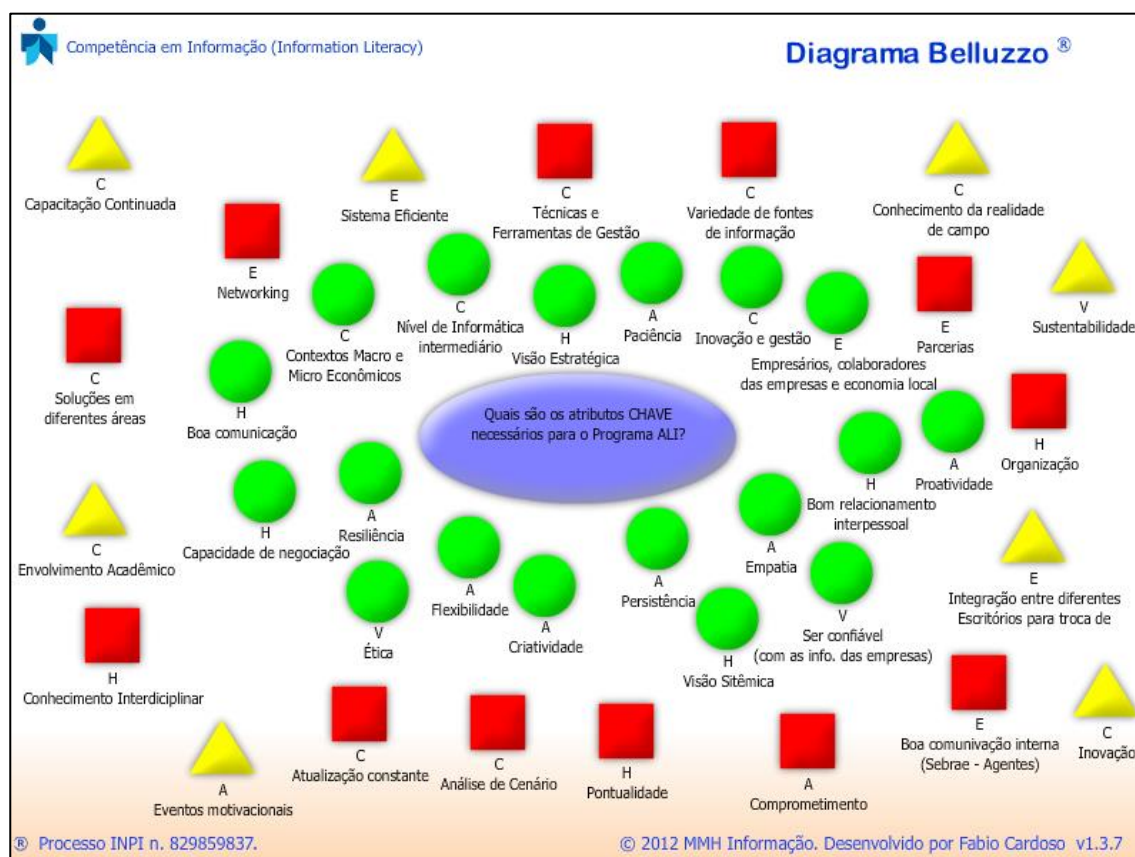 Competência em Informação (Information Literacy)
Diagrama Belluzzo ®
C
Capacitação Continuada
E
Sistema Eficiente
C
Técnicas e
Ferramentas de Gestão
C
Variedade de fontes
de informação
C
Conhecimento da realidade
de campo
E
Networking
C
Contextos Macro e
Micro Econômicos
C
Nível de Informática
intermediário
H
Visão Estratégica
A
Paciência
C
Inovação e gestão
E
Empresários, colaboradores
das empresas e economia local
E
Parcerias
V
Sustentabilidade
C
Soluções em
diferentes áreas
H
Boa comunicação
Quais são os atributos CHAVE
necessários para o Programa ALI?
H
Bom relacionamento
interpessoal
A
Proatividade
H
Organização
C
Envolvimento Acadêmico
H
Capacidade de negociação
A
Resiliência
A
Flexibilidade
A
Criatividade
A
Persistência
A
Empatia
V
Ser confiável
(com as info. das empresas)
E
Integração entre diferentes
Escritórios para troca de
H
Conhecimento Interdiciplinar
V
Ética
H
Visão Sitêmica
A
Eventos motivacionais
C
Atualização constante
C
Análise de Cenário
H
Pontualidade
A
Comprometimento
E
Boa comunivação interna
(Sebrae - Agentes)
C
Inovação
® Processo INPI n. 829859837.
© 2012 MMH Informação. Desenvolvido por Fabio Cardoso v1.3.7